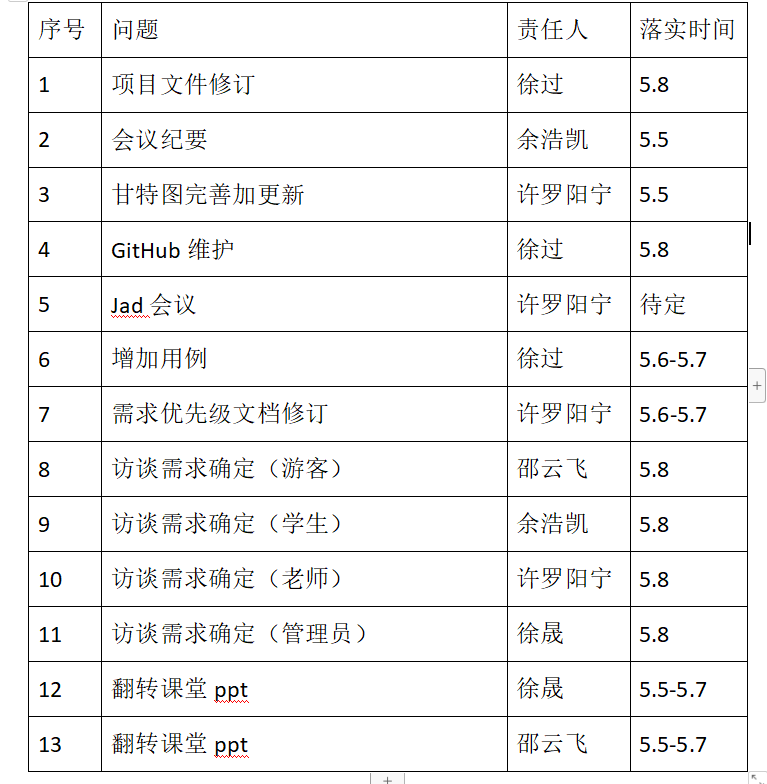 序号 问题 责任人 落实时间
1 项目文件修订 徐过 5.8
2 会议纪要 余浩凯 5.5
3 甘特图完善加更新 许罗阳宁 5.5
4 GitHub 维护 徐过 5.8
5 Jad 会议 许罗阳宁 待定
6 增加用例 徐过 5.6-5.7
7 需求优先级文档修订 许罗阳宁 5.6-5.7
8 访谈需求确定（游客） 邵云飞 5.8
9 访谈需求确定（学生） 余浩凯 5.8
10 访谈需求确定（老师） 许罗阳宁 5.8
11 访谈需求确定（管理员） 徐晟 5.8
12 翻转课堂 ppt 徐晟 5.5-5.7
13 翻转课堂 ppt 邵云飞 5.5-5.7